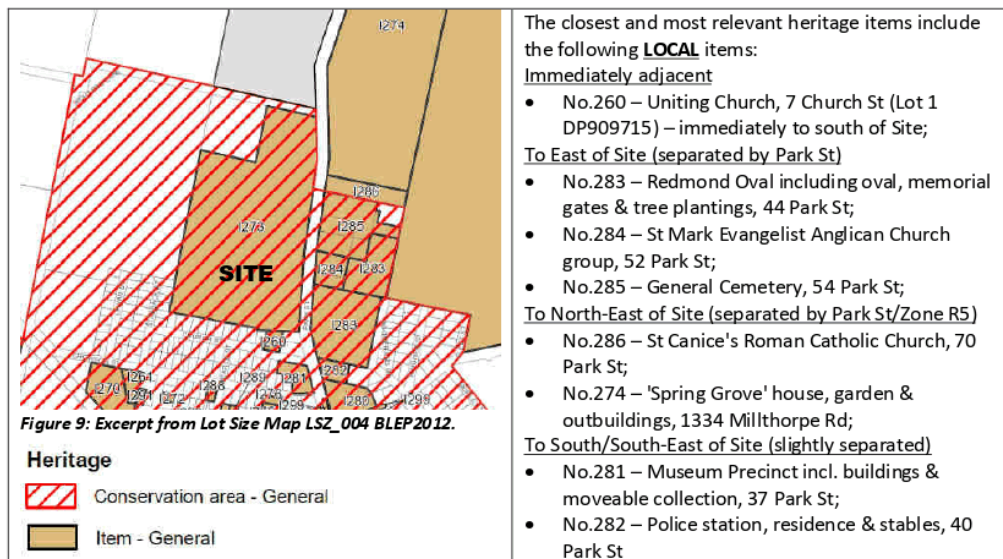 I274
I286
I276
I285
SITE
I284
I283
I283
I260
I282
I270
I264
I271
I288
I289
I281
I280
I299
Figure 9: Excerpt from Lot Size Map LSZ_004 BLEP2012.
Heritage
Conservation area - General
Item - General
The closest and most relevant heritage items include
the following LOCAL items:
Immediately adjacent
• No.260 – Uniting Church, 7 Church St (Lot 1
DP909715) – immediately to south of Site;
To East of Site (separated by Park St)
• No.283 – Redmond Oval including oval, memorial
gates & tree plantings, 44 Park St;
• No.284 – St Mark Evangelist Anglican Church
group, 52 Park St;
• No.285 – General Cemetery, 54 Park St;
To North-East of Site (separated by Park St/Zone R5)
• No.286 – St Canice's Roman Catholic Church, 70
Park St;
• No.274 – 'Spring Grove' house, garden &
outbuildings, 1334 Millthorpe Rd;
To South/South-East of Site (slightly separated)
• No.281 – Museum Precinct incl. buildings &
moveable collection, 37 Park St;
• No.282 – Police station, residence & stables, 40
Park St